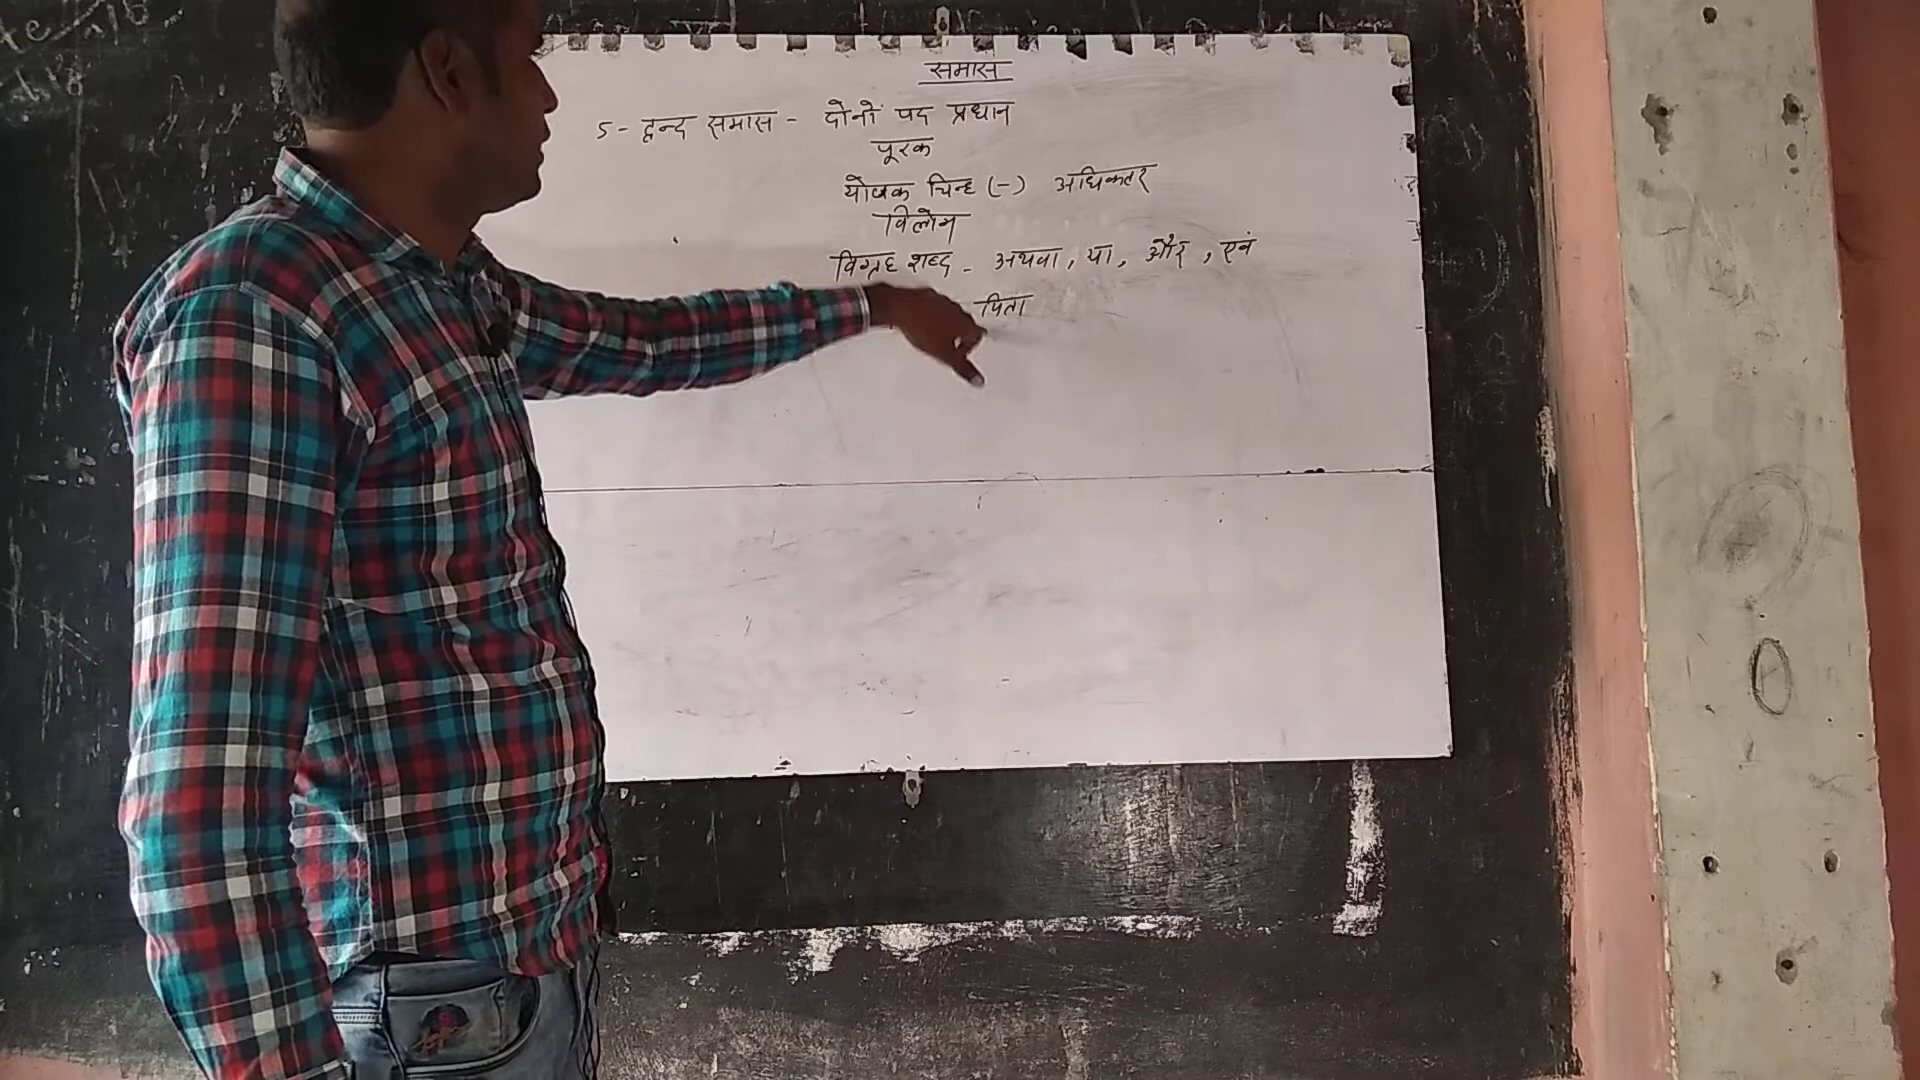 समास
5- द्वन्द समास - दोनों पद प्रधान
पूरक
योजक चिन्ह (-) अधिकतर
विलोम
विग्रह शब्द - अथवा, या, और, एवं
पिता